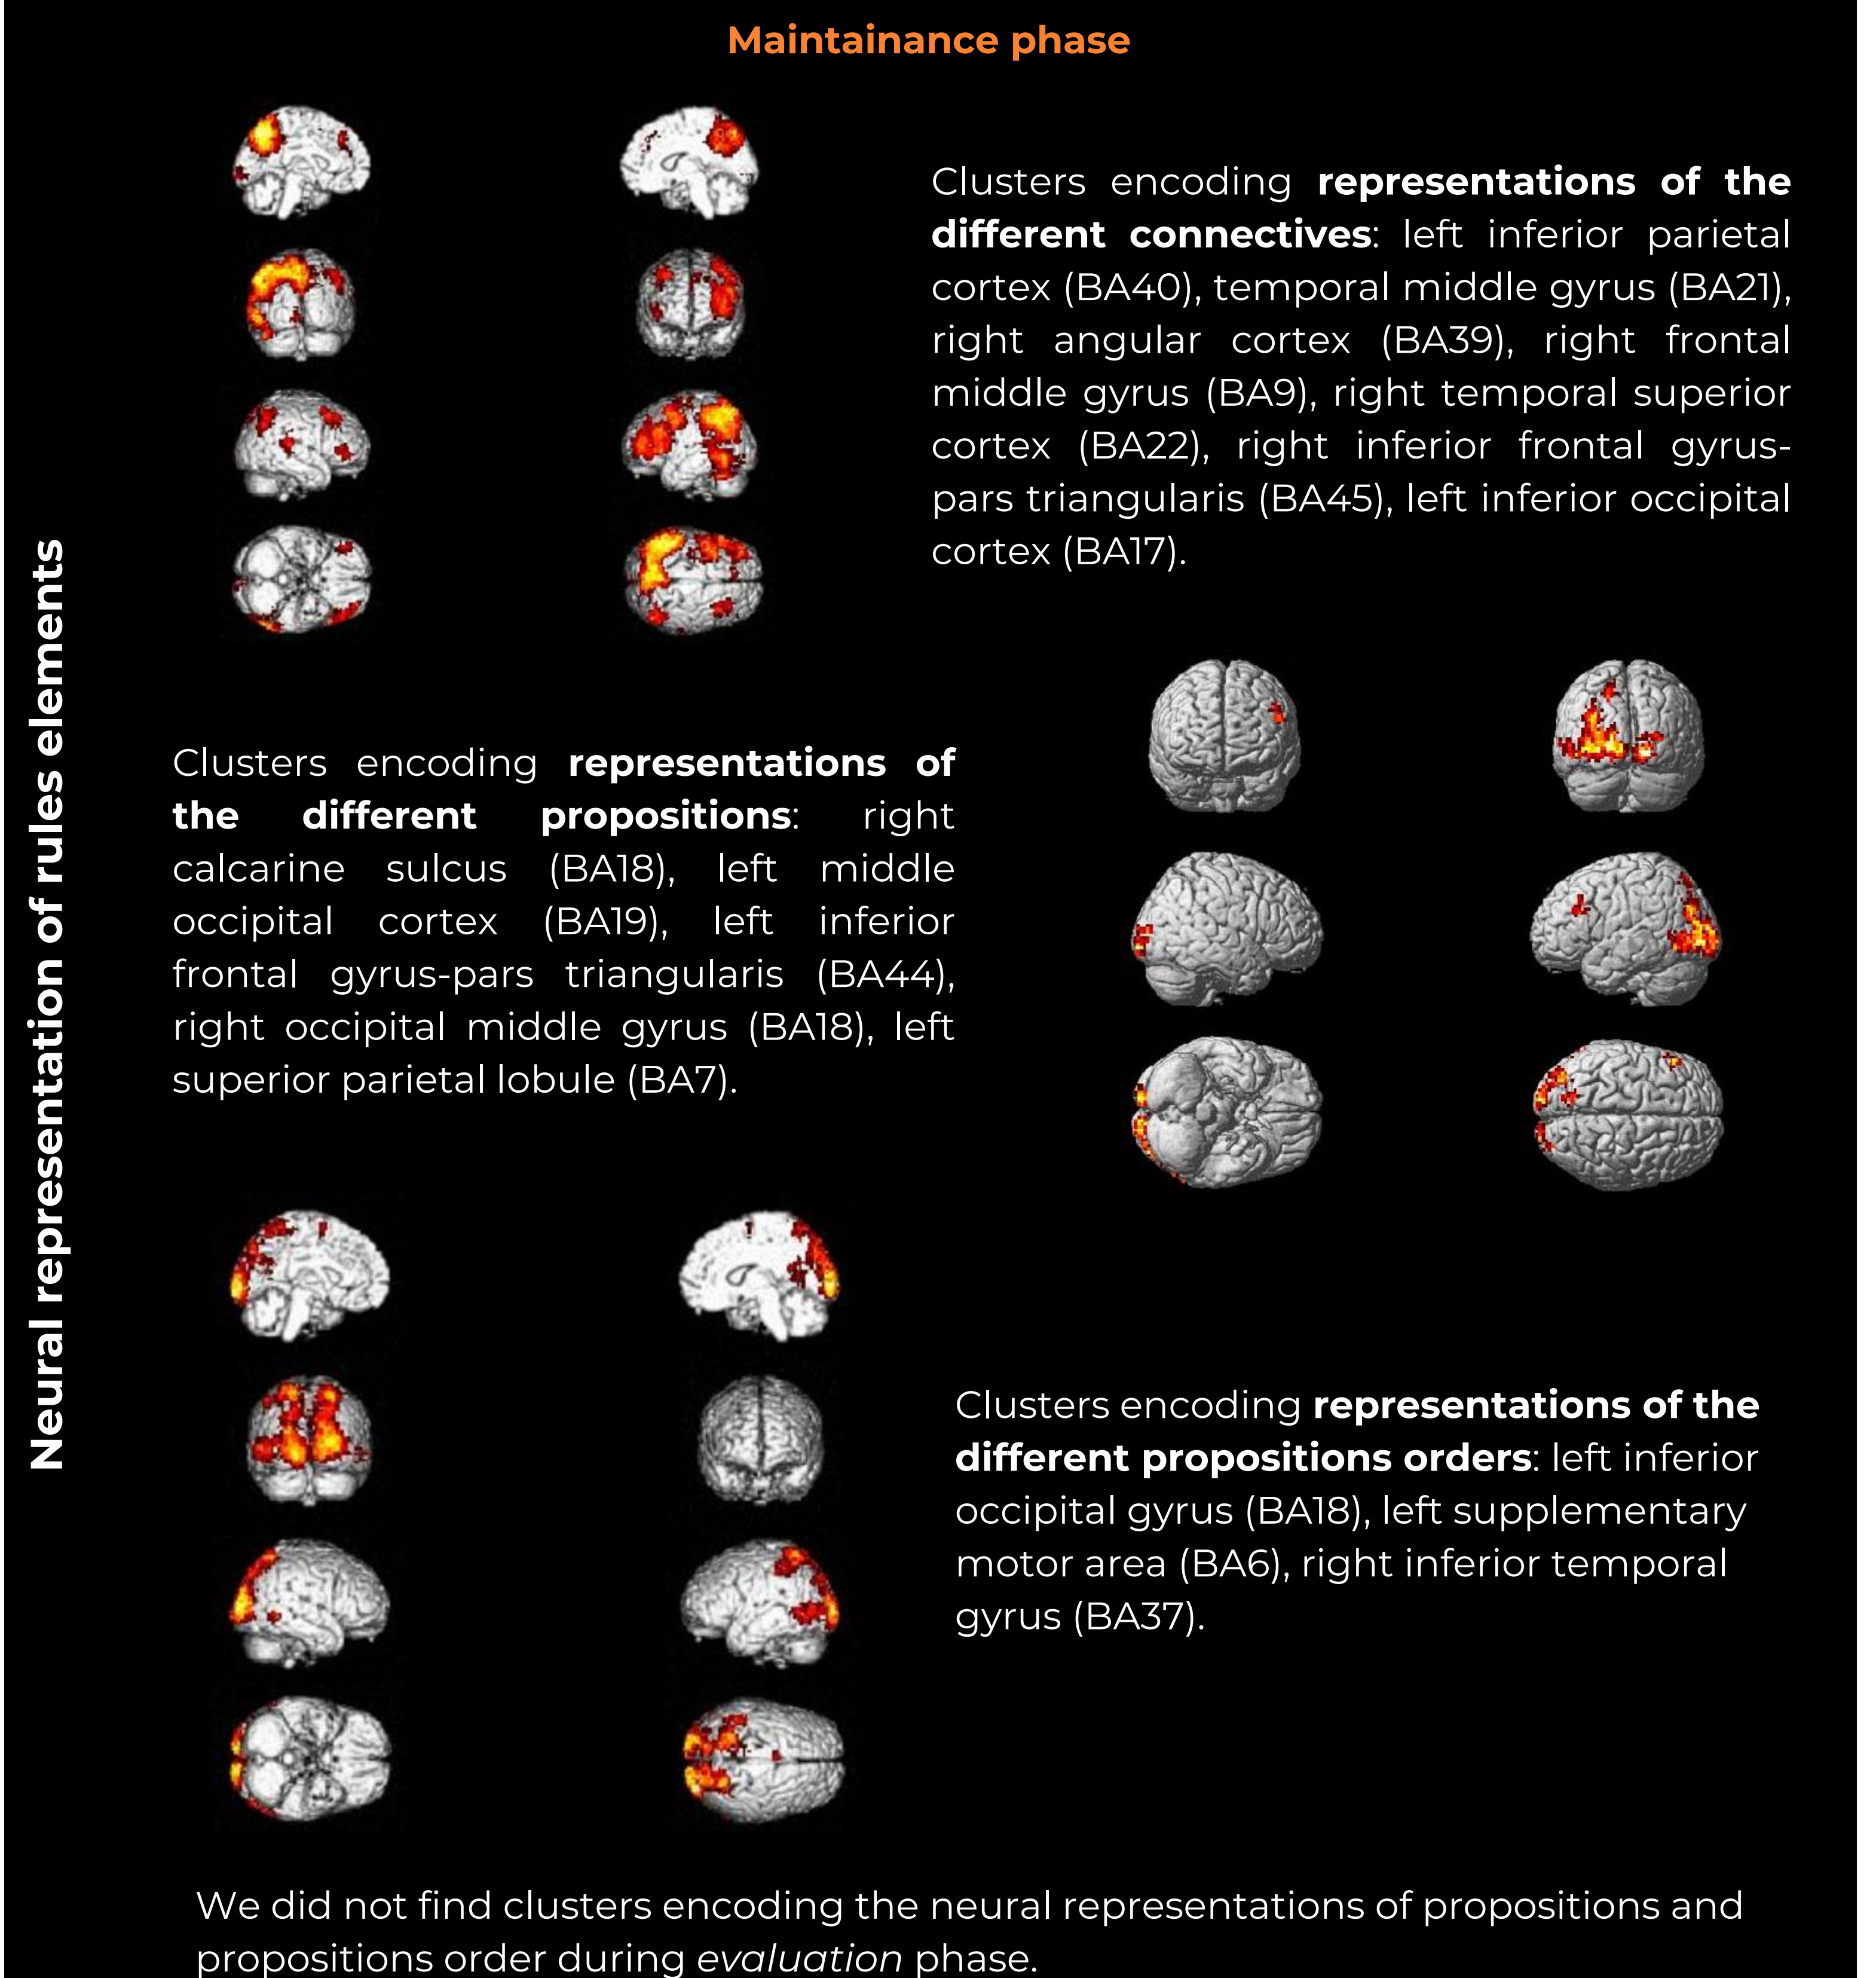 Maintainance phase
Neural representation of rules elements
Clusters encoding representations of the
different connectives: left inferior parietal
cortex (BA40), temporal middle gyrus (BA21),
right angular cortex (BA39), right frontal
middle gyrus (BA9), right temporal superior
cortex (BA22), right inferior frontal gyrus-
pars triangularis (BA45), left inferior occipital
cortex (BA17).
Clusters encoding representations of
the different propositions: right
calcarine sulcus (BA18), left middle
occipital cortex (BA19), left inferior
frontal gyrus-pars triangularis (BA44),
right occipital middle gyrus (BA18), left
superior parietal lobule (BA7).
Clusters encoding representations of the
different propositions orders: left inferior
occipital gyrus (BA18), left supplementary
motor area (BA6), right inferior temporal
gyrus (BA37).
We did not find clusters encoding the neural representations of propositions and
propositions order during evaluation phase.